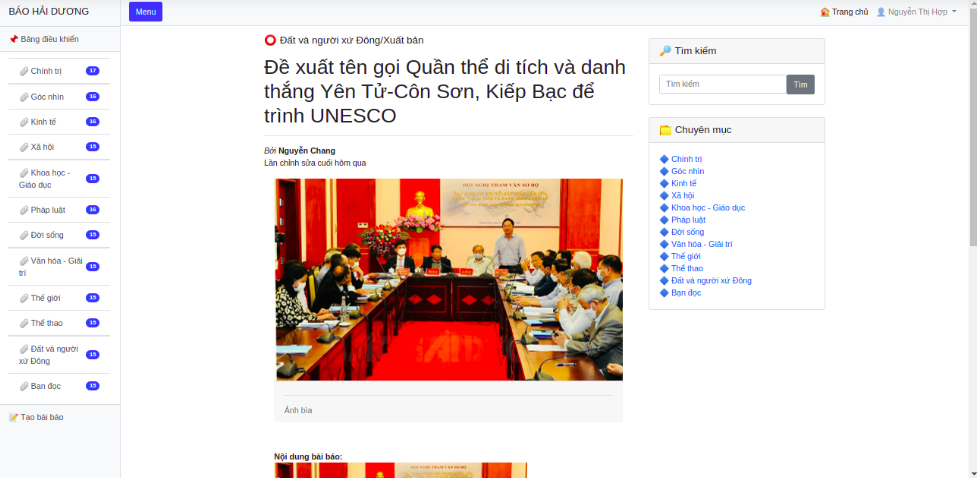 BÁO HẢI DƯƠNG
Menu
Trang chủ
Nguyễn Thị Hợp
Bảng điều khiển
Chính trị 17
Góc nhìn 16
Kinh tế 16
Xã hội 15
Khoa học -
Giáo dục 15
Pháp luật 16
Đời sống 15
Văn hóa - Giải
trí 15
Thế giới 15
Thể thao 15
Đất và người
xứ Đông 15
Bạn đọc 15
Tạo bài báo
Đất và người xứ Đông/Xuất bản
Đề xuất tên gọi Quần thể di tích và danh
thắng Yên Tử-Côn Sơn, Kiếp Bạc để
trình UNESCO
Bởi Nguyễn Chang
Lần chỉnh sửa cuối hôm qua
HỘI NGHỊ THAM VẤN SƠ BỘ
Ảnh bìa
Nội dung bài báo:
Tìm kiếm
Tìm kiếm
Tìm
Chuyên mục
Chính trị
Góc nhìn
Kinh tế
Xã hội
Khoa học - Giáo dục
Pháp luật
Đời sống
Văn hóa - Giải trí
Thế giới
Thể thao
Đất và người xứ Đông
Bạn đọc